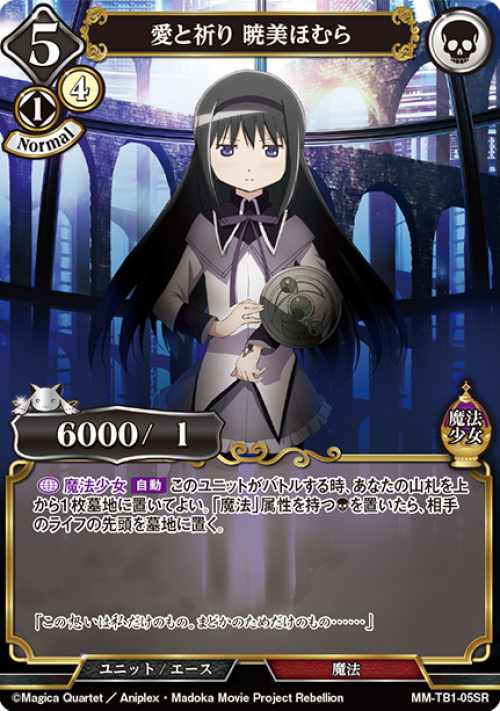 5
愛と祈り 暁美ほむら
1
4
Normal
6000/ 1
魔法
少女
魔法少女 自動 このユニットがバトルする時、あなたの山札を上
から1枚墓地に置いてよい。「魔法」属性を持つを置いたら、相手
のライフの先頭を墓地に置く。
『この想いは私だけのもの。まどかのためだけのもの……』
ユニット / エース
魔法
©Magica Quartet / Aniplex・Madoka Movie Project Rebellion
MM-TB1-05SR